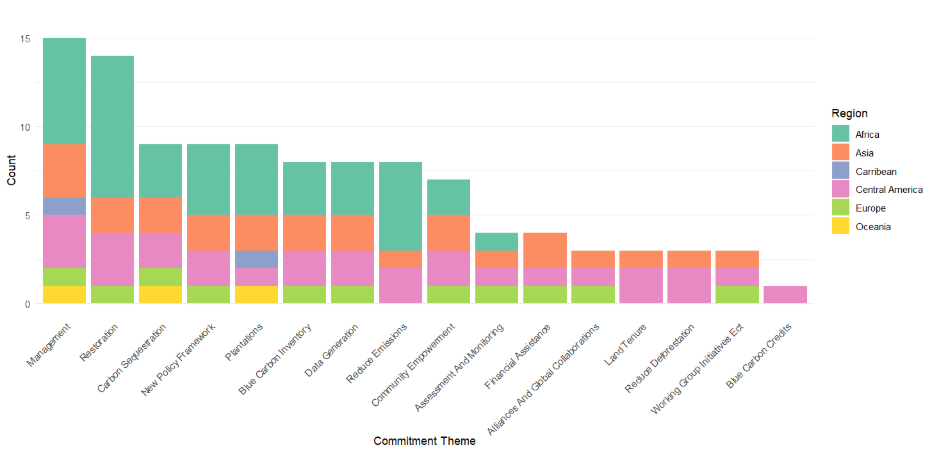 15
10
5
0
Count
Management
Restoration
Carbon Sequestration
New Policy Framework
Plantations
Blue Carbon Inventory
Data Generation
Reduce Emissions
Community Empowerment
Assessment And Monitoring
Financial Assistance
Alliances And Global Collaborations
Land Tenure
Reduce Deforestation
Working Group Initiatives Ect
Blue Carbon Credits
Commitment Theme
Region
Africa
Asia
Carribean
Central America
Europe
Oceania